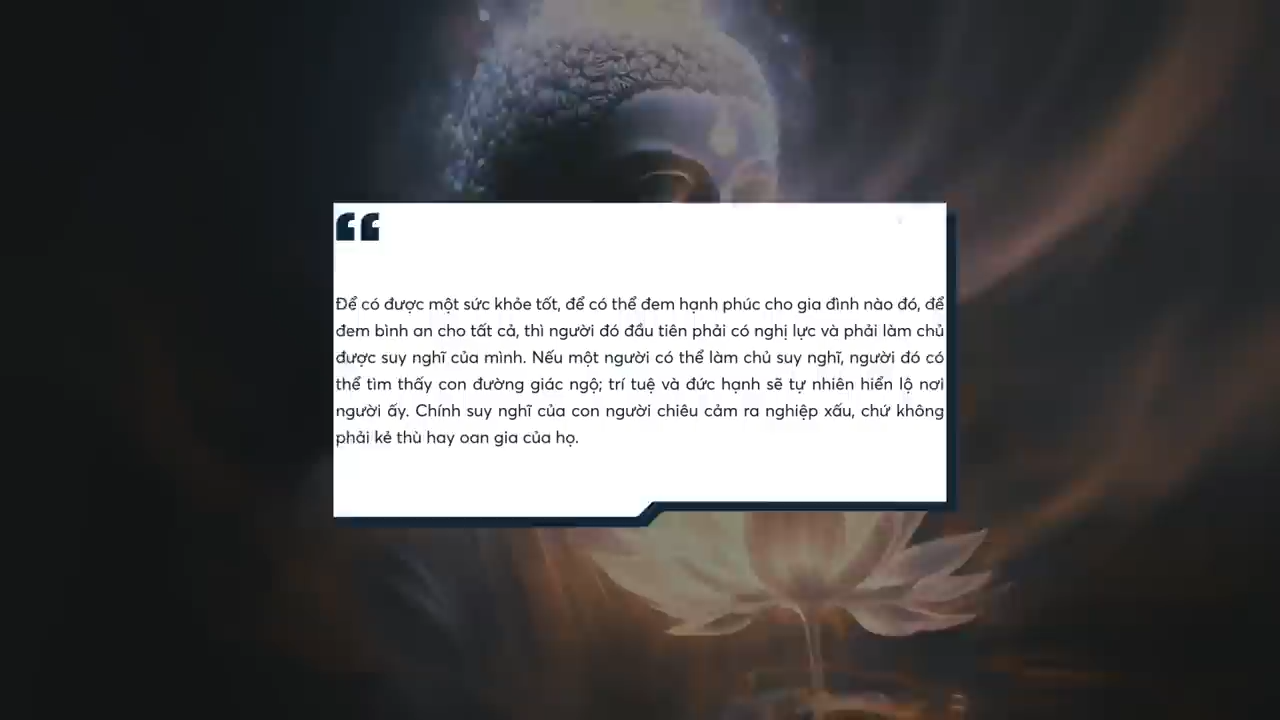 Để có được một sức khỏe tốt, để có thể đem hạnh phúc cho gia đình nào đó, để
đem bình an cho tất cả, thì người đó đầu tiên phải có nghị lực và phải làm chủ
được suy nghĩ của mình. Nếu một người có thể làm chủ suy nghĩ, người đó có
thể tìm thấy con đường giác ngộ; trí tuệ và đức hạnh sẽ tự nhiên hiển lộ nơi
người ấy. Chính suy nghĩ của con người chiêu cảm ra nghiệp xấu, chứ không
phải kẻ thù hay oan gia của họ.